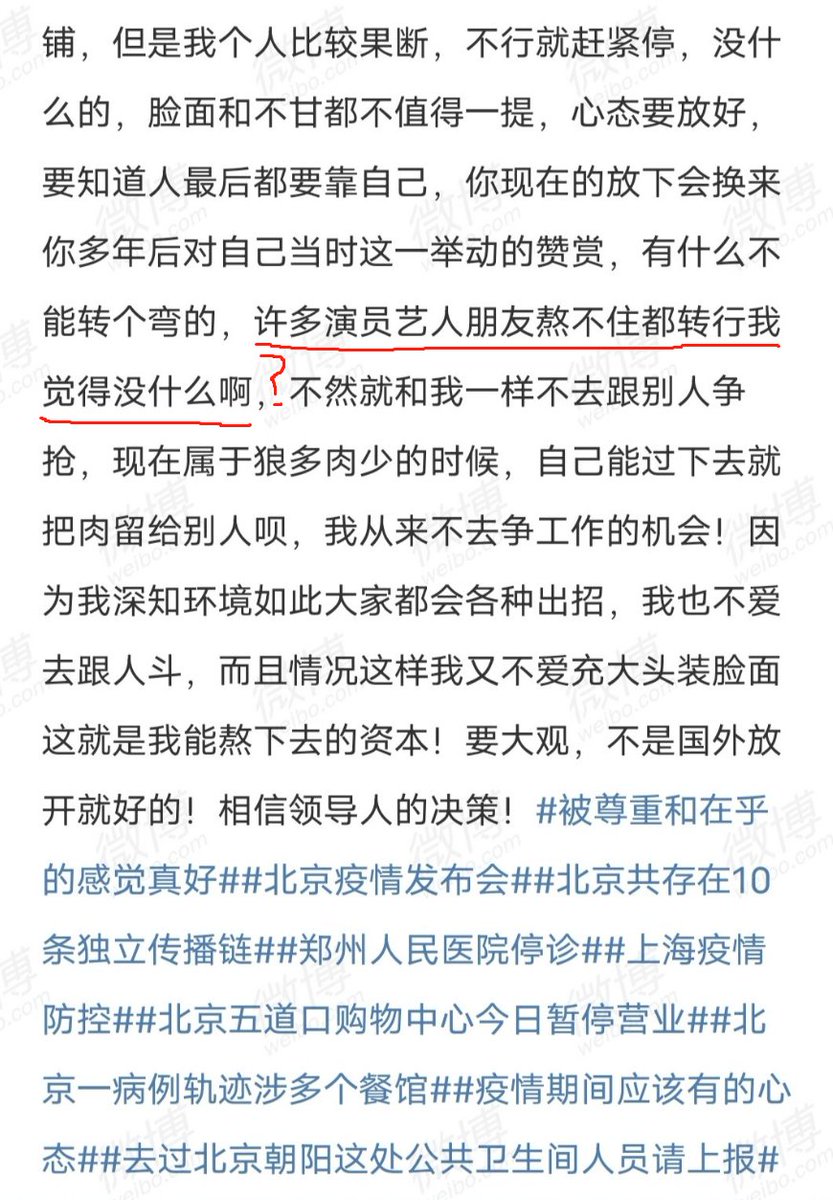 铺，但是我个人比较果断，不行就赶紧停，没什
么的，脸面和不甘都不值得一提，心态要放好，
要知道人最后都要靠自己，你现在的放下会换来
你多年后对自己当时这一举动的赞赏，有什么不
能转个弯的，许多演员艺人朋友熬不住都转行我
觉得没什么啊，?不然就和我一样不去跟别人争
抢，现在属于狼多肉少的时候，自己能过下去就
把肉留给别人呗，我从来不去争工作的机会！因
为我深知环境如此大家都会各种出招，我也不爱
去跟人斗，而且情况这样我又不爱充大头装脸面
这就是我能熬下去的资本！要大观，不是国外放
开就好的！相信领导人的决策！#被尊重和在乎
的感觉真好##北京疫情发布会##北京共存在10
条独立传播链##郑州人民医院停诊##上海疫情
防控##北京五道口购物中心今日暂停营业##北
京一病例轨迹涉多个餐馆##疫情期间应该有的心
态##去过北京朝阳这处公共卫生间人员请上报#